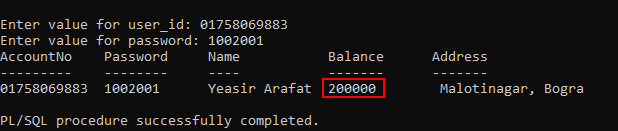 Enter value for user_id: 01758069883
Enter value for password: 1002001
AccountNo Password Name Balance Address
--------- -------- ---- ------- -------
01758069883 1002001 Yeasir Arafat 200000 Malotinagar, Bogra
PL/SQL procedure successfully completed.